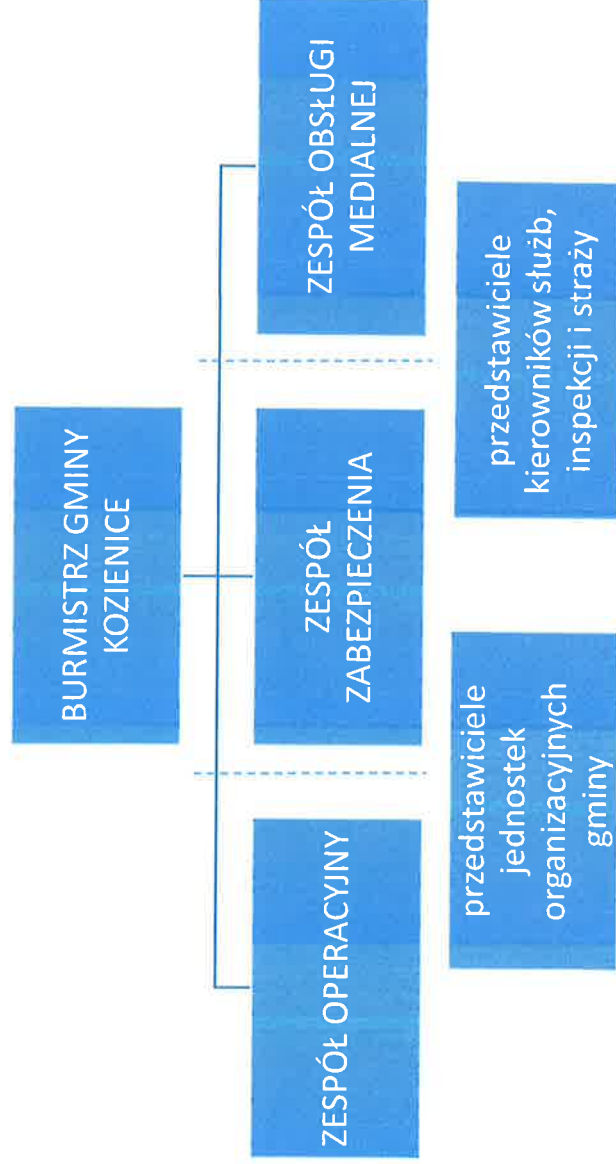 BURMISTRZ GMINY
KOZIENICE
ZESPÓŁ OPERACYJNY
ZESPÓŁ
ZABEZPIECZENIA
ZESPÓŁ OBSŁUGI
MEDIALNEJ
przedstawiciele
jednostek
organizacyjnych
gminy
przedstawiciele
kierowników służb,
inspekcji i straży